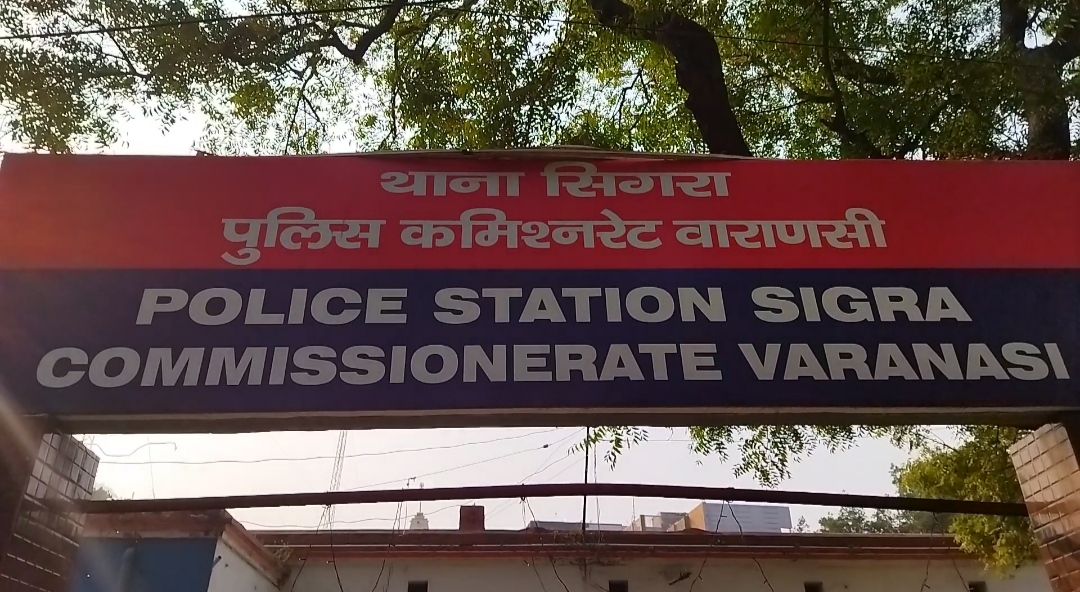 थाना सिगरा
पुलिस कमिश्नरेट वाराणसी
POLICE STATION SIGRA
COMMISSIONERATE VARANASI